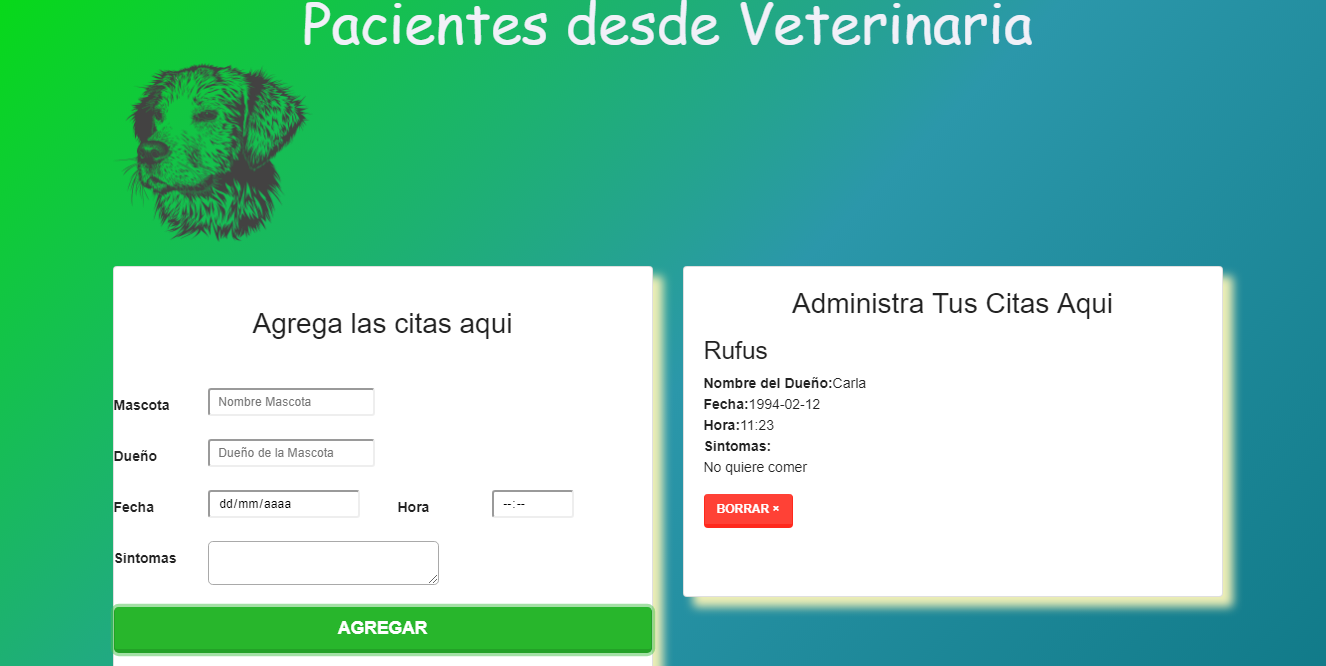 Pacientes desde Veterinaria
Agrega las citas aqui
Mascota Nombre Mascota
Dueño Dueño de la Mascota
Fecha dd/mm/aaaa Hora --:--
Sintomas
AGREGAR
Administra Tus Citas Aqui
Rufus
Nombre del Dueño:Carla
Fecha:1994-02-12
Hora:11:23
Sintomas:
No quiere comer
BORRAR ×